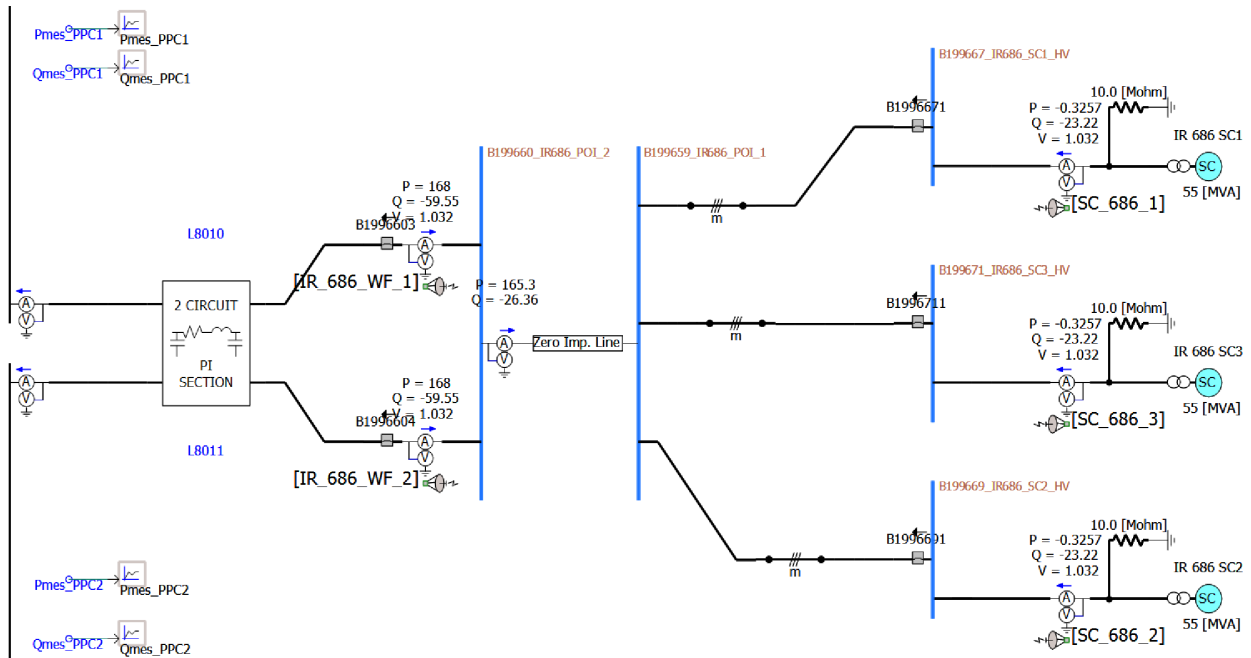 Pmes_PPC1
Pmes_PPC1
Qmes_PPC1
Qmes_PPC1
L8010
2 CIRCUIT
PI
SECTION
L8011
A
V
A
V
P = 168
Q = -59.55
V = 1.032
B1996603
A
V
[IR_686_WF_1]
B199660_IR686_POI_2
P = 165.3
Q = -26.36
A
V
Zero Imp. Line
P = 168
Q = -59.55
V = 1.032
B1996604
A
V
[IR_686_WF_2]
B199659_IR686_POI_1
m
m
m
B199667_IR686_SC1_HV
B1996671
P = -0.3257
Q = -23.22
V = 1.032
10.0 [Mohm]
A
V
[SC_686_1]
IR 686 SC1
SC
55 [MVA]
B199671_IR686_SC3_HV
B1996711
P = -0.3257
Q = -23.22
V = 1.032
10.0 [Mohm]
A
V
[SC_686_3]
IR 686 SC3
SC
55 [MVA]
B199669_IR686_SC2_HV
B1996691
P = -0.3257
Q = -23.22
V = 1.032
10.0 [Mohm]
A
V
[SC_686_2]
IR 686 SC2
SC
55 [MVA]
Pmes_PPC2
Pmes_PPC2
Qmes_PPC2
Qmes_PPC2